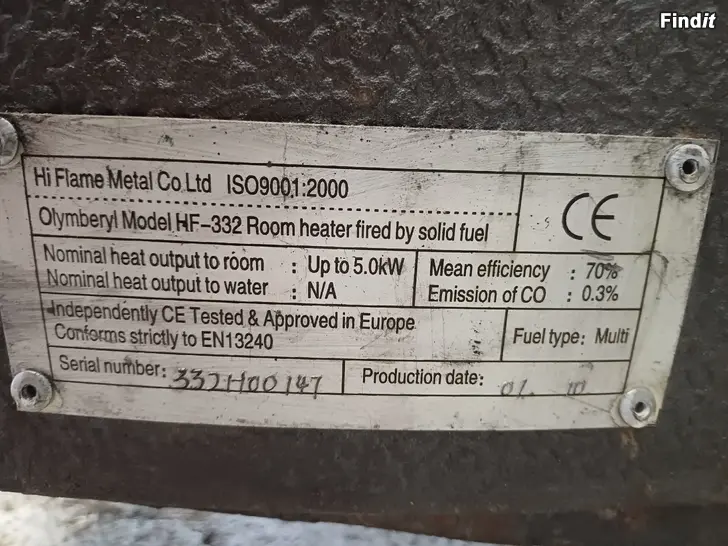 Findit
Hi Flame Metal Co.Ltd ISO9001:2000
Olymberyl Model HF-332 Room heater fired by solid fuel
CE
Nominal heat output to room : Up to 5.0kW
Nominal heat output to water : N/A
Mean efficiency : 70%
Emission of CO : 0.3%
Independently CE Tested & Approved in Europe
Conforms strictly to EN13240
Fuel type: Multi
Serial number: 332H00147
Production date: 01. 10